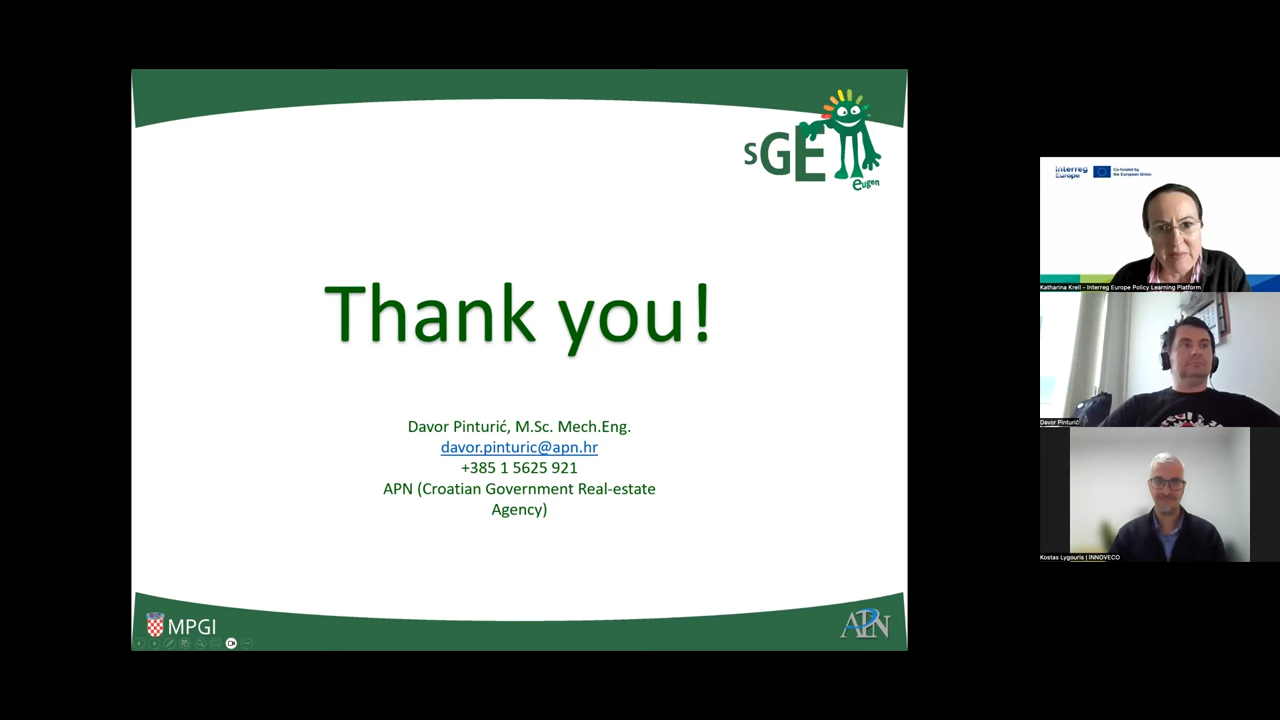 sGE
eugen
Thank you!
Davor Pinturić, M.Sc. Mech.Eng.
davor.pinturic@apn.hr
+385 1 5625 921
APN (Croatian Government Real-estate
Agency)
MPGI
APN
Interreg
Europe
Co-funded by
the European Union
Katharina Krell - Interreg Europe Policy Learning Platform
Davor Pinturić
Kostas Lygouris | INNOVECO